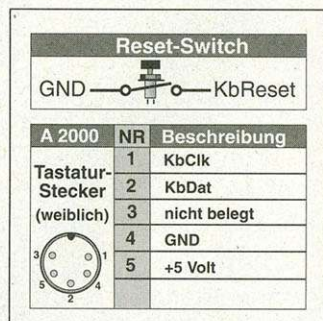 Reset-Switch
GND KbReset
A 2000 NR Beschreibung
Tastatur-Stecker (weiblich)
1 KbClk
2 KbDat
3 nicht belegt
4 GND
5 +5 Volt
3 1
5 4
2